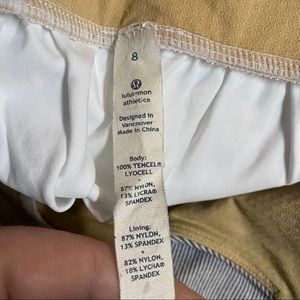 8
lululemon
athletica
Designed in
Vancouver
Made in China
Body:
100% TENCEL®
LYOCELL
87% NYLON,
13% LYCRA®
SPANDEX
Lining:
87% NYLON,
13% SPANDEX
+
82% NYLON,
18% LYCRA®
SPANDEX